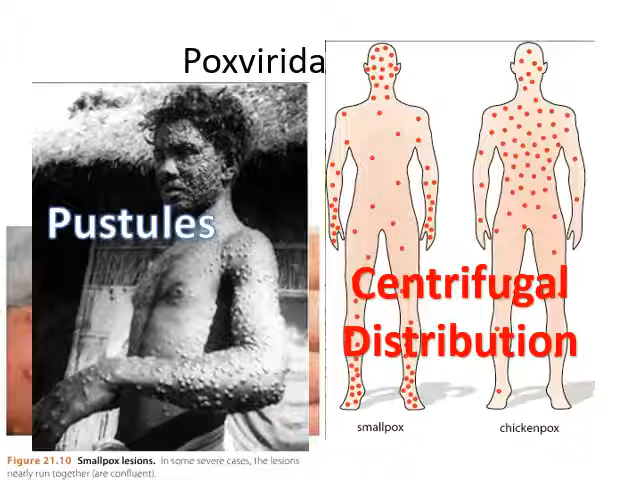 Poxvirida
Pustules
Centrifugal
Distribution
smallpox
chickenpox
Figure 21.10 Smallpox lesions. In some severe cases, the lesions
nearly run together (are confluent).